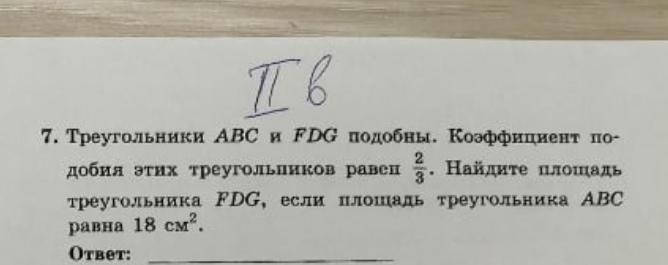 II в
7. Треугольники ABC и FDG подобны. Коэффициент по-
добия этих треугольников равен 2/3. Найдите площадь
треугольника FDG, если площадь треугольника ABC
равна 18 см².
Ответ: